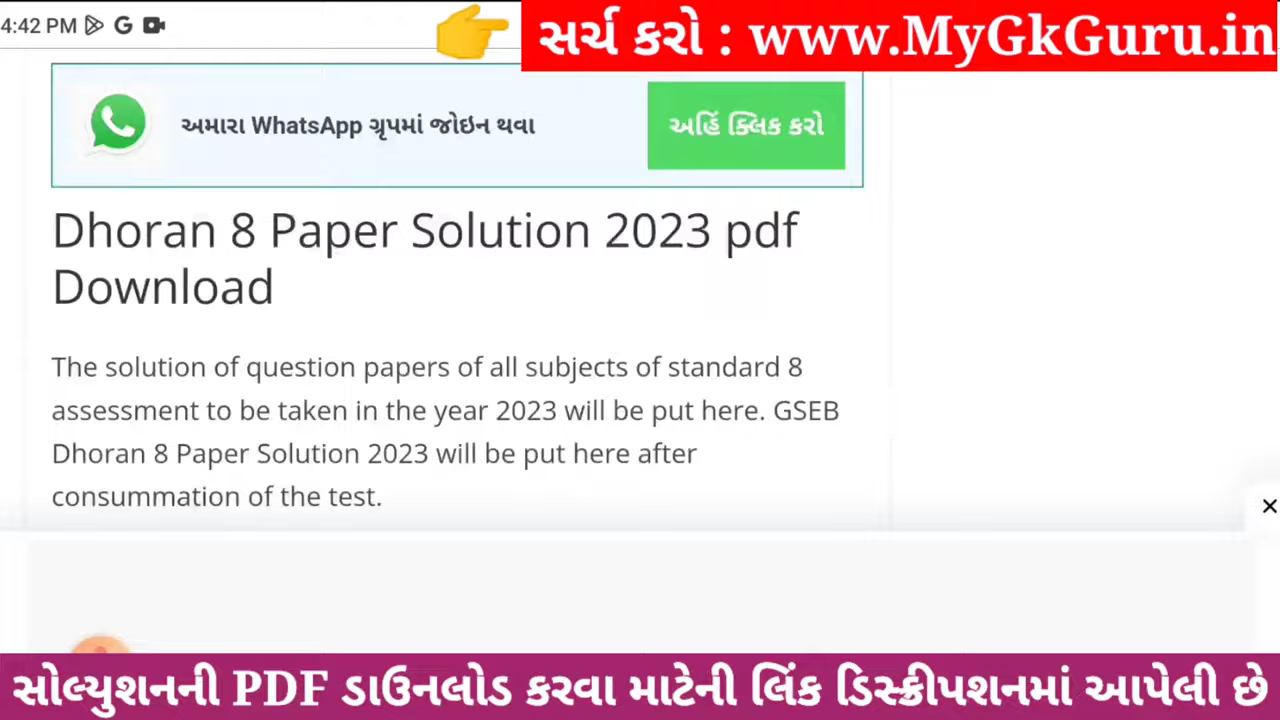 4:42 PM
👉 સર્ચ કરો : www.MyGkGuru.in
અમારા WhatsApp ગ્રૂપમાં જોઇન થવા
અહિં ક્લિક કરો
Dhoran 8 Paper Solution 2023 pdf
Download
The solution of question papers of all subjects of standard 8
assessment to be taken in the year 2023 will be put here. GSEB
Dhoran 8 Paper Solution 2023 will be put here after
consummation of the test.
સોલ્યુશનની PDF ડાઉનલોડ કરવા માટેની લિંક ડિસ્ક્રીપશનમાં આપેલી છે